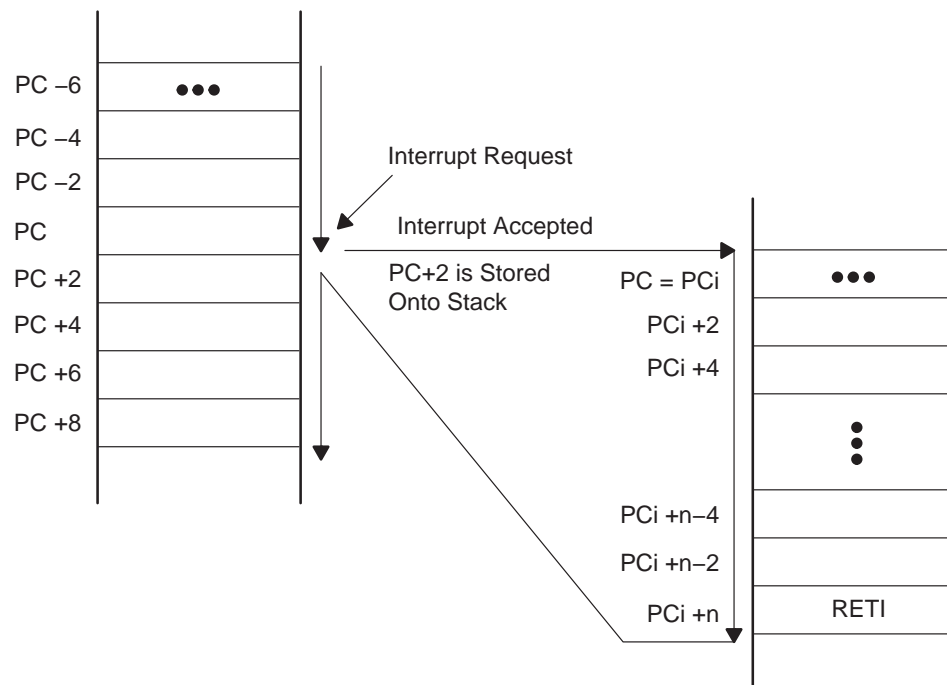 PC −6
PC −4
PC −2
PC
PC +2
PC +4
PC +6
PC +8
Interrupt Request
Interrupt Accepted
PC+2 is Stored
Onto Stack
PC = PCi
PCi +2
PCi +4
PCi +n−4
PCi +n−2
PCi +n
RETI